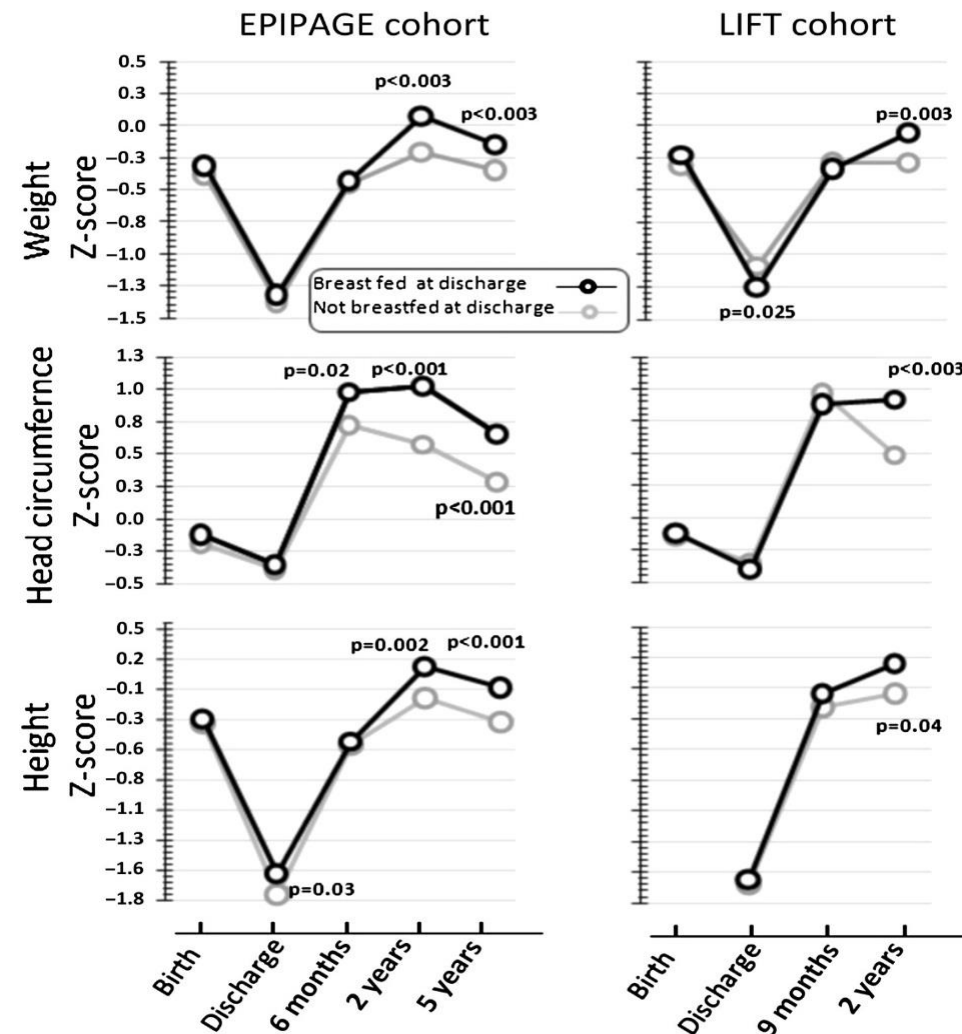 EPIPAGE cohort
LIFT cohort
Weight
Z-score
0.5
0.3
0.0
−0.3
−0.5
−0.8
−1.0
−1.3
−1.5
p<0.003
p<0.003
p=0.003
p=0.025
Breast fed at discharge
Not breastfed at discharge
Head circumfernce
Z-score
1.3
1.0
0.8
0.5
0.3
0.0
−0.3
−0.5
p=0.02
p<0.001
p<0.001
p<0.003
Height
Z-score
0.5
0.2
−0.1
−0.3
−0.6
−0.8
−1.1
−1.3
−1.6
−1.8
p=0.002
p<0.001
p=0.03
p=0.04
Birth
Discharge
6 months
2 years
5 years
Birth
Discharge
9 months
2 years